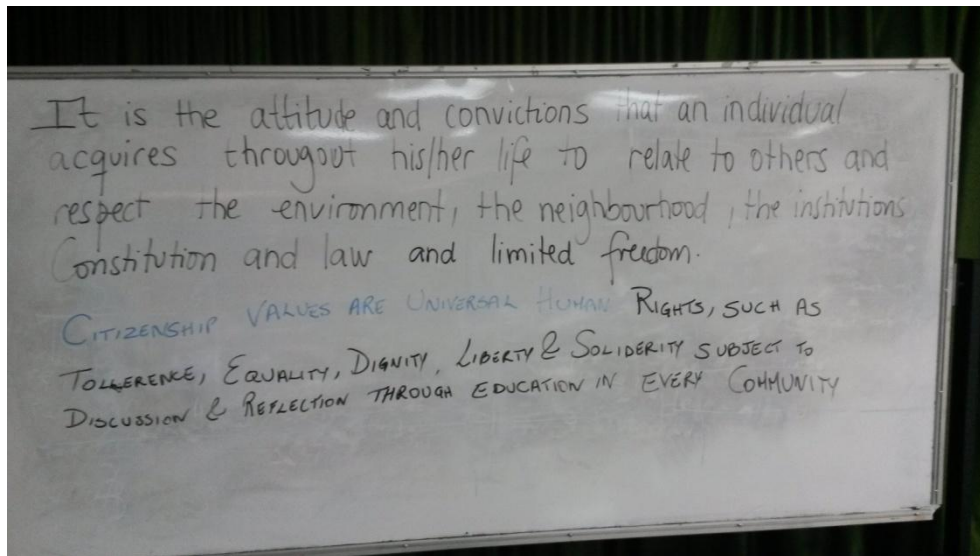 It is the attitude and convictions that an individual
acquires througout his/her life to relate to others and
respect the environment, the neighbourhood, the institutions
Constitution and law and limited freedom.
CITIZENSHIP VALUES ARE UNIVERSAL HUMAN RIGHTS, SUCH AS
TOLLERENCE, EQUALITY, DIGNITY, LIBERTY & SOLIDERITY SUBJECT TO
DISCUSSION & REFLECTION THROUGH EDUCATION IN EVERY COMMUNITY